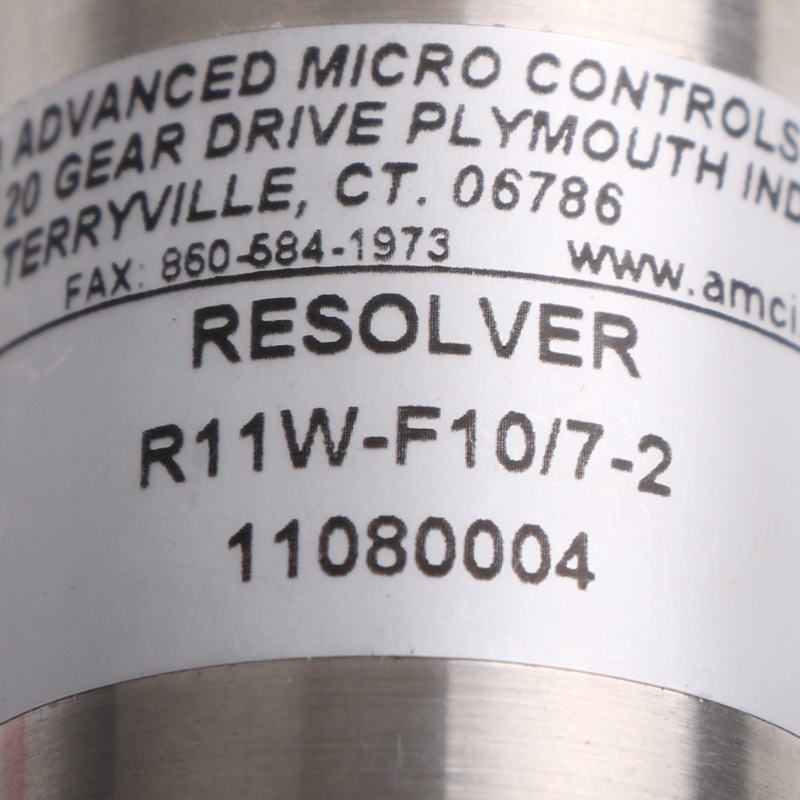 ADVANCED MICRO CONTROLS
20 GEAR DRIVE PLYMOUTH IND
TERRYVILLE, CT. 06786
FAX: 860-584-1973 www.amci.
RESOLVER
R11W-F10/7-2
11080004